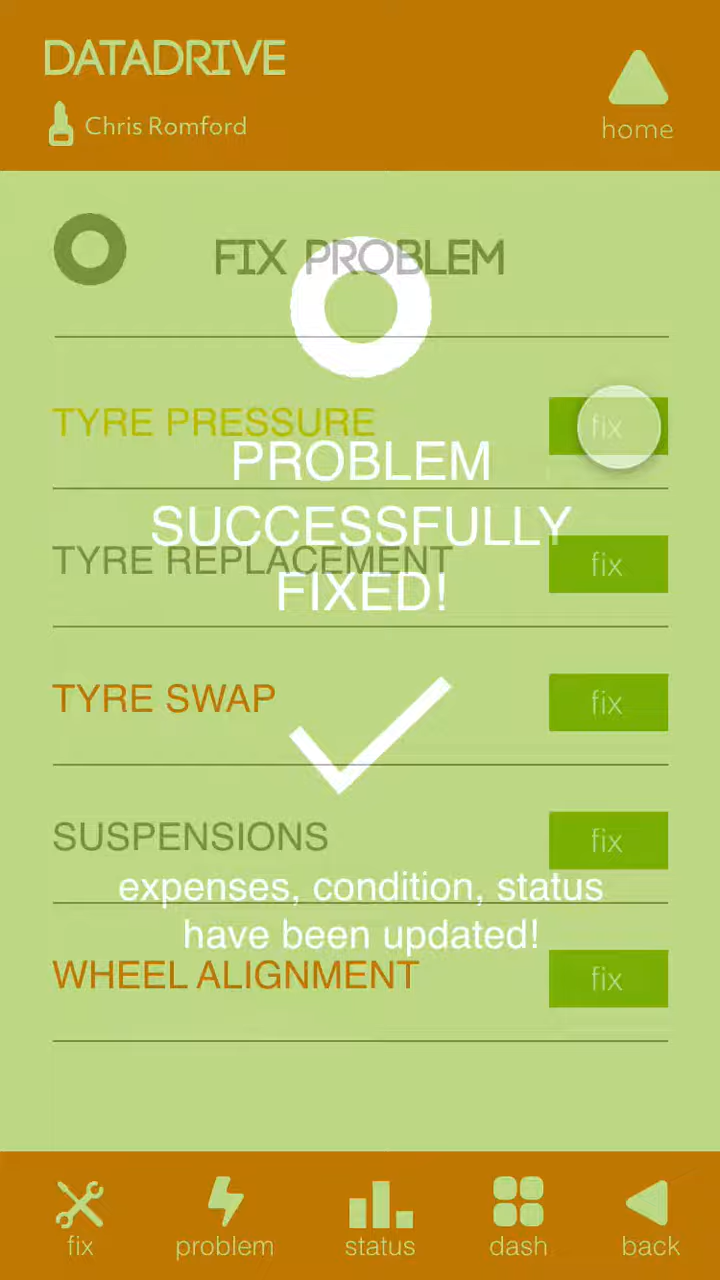 DATADRIVE
Chris Romford
home
FIX PROBLEM
TYRE PRESSURE
fix
PROBLEM
SUCCESSFULLY
FIXED!
TYRE REPLACEMENT
fix
TYRE SWAP
fix
SUSPENSIONS
fix
expenses, condition, status
have been updated!
WHEEL ALIGNMENT
fix
fix
problem
status
dash
back